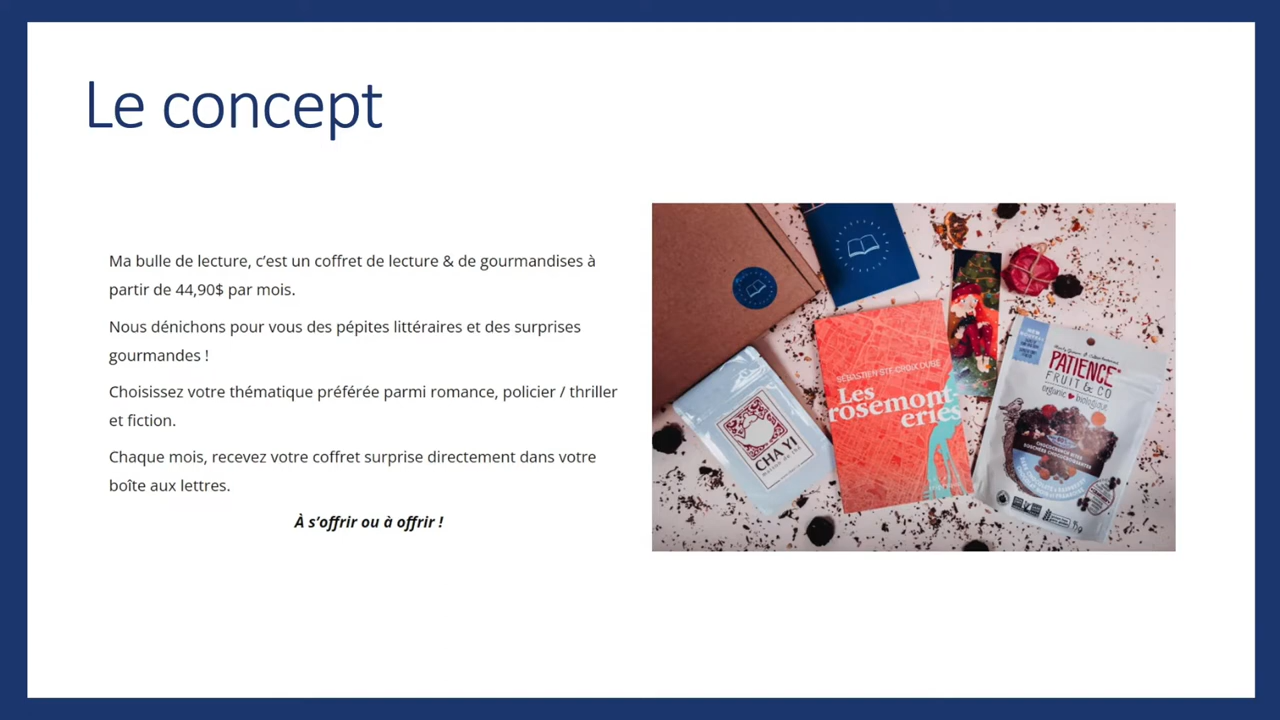 Le concept
Ma bulle de lecture, c’est un coffret de lecture & de gourmandises à
partir de 44,90$ par mois.
Nous dénichons pour vous des pépites littéraires et des surprises
gourmandes !
Choisissez votre thématique préférée parmi romance, policier / thriller
et fiction.
Chaque mois, recevez votre coffret surprise directement dans votre
boîte aux lettres.
À s’offrir ou à offrir !
SÉBASTIEN STE-CROIX DUBÉ
Les
rosemont-
eries
CHA YI
PATIENCE
FRUIT & CO
organic
biologique